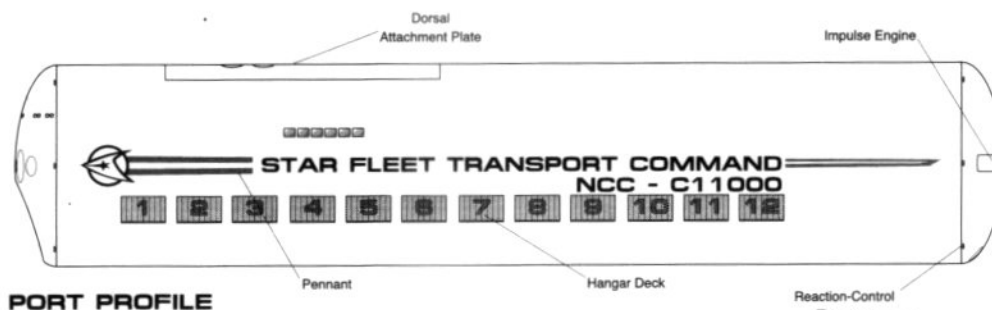 Dorsal
Attachment Plate
Impulse Engine
STAR FLEET TRANSPORT COMMAND
NCC - C11000
1 2 3 4 5 6 7 8 9 10 11 12
Pennant
Hangar Deck
Reaction-Control
PORT PROFILE